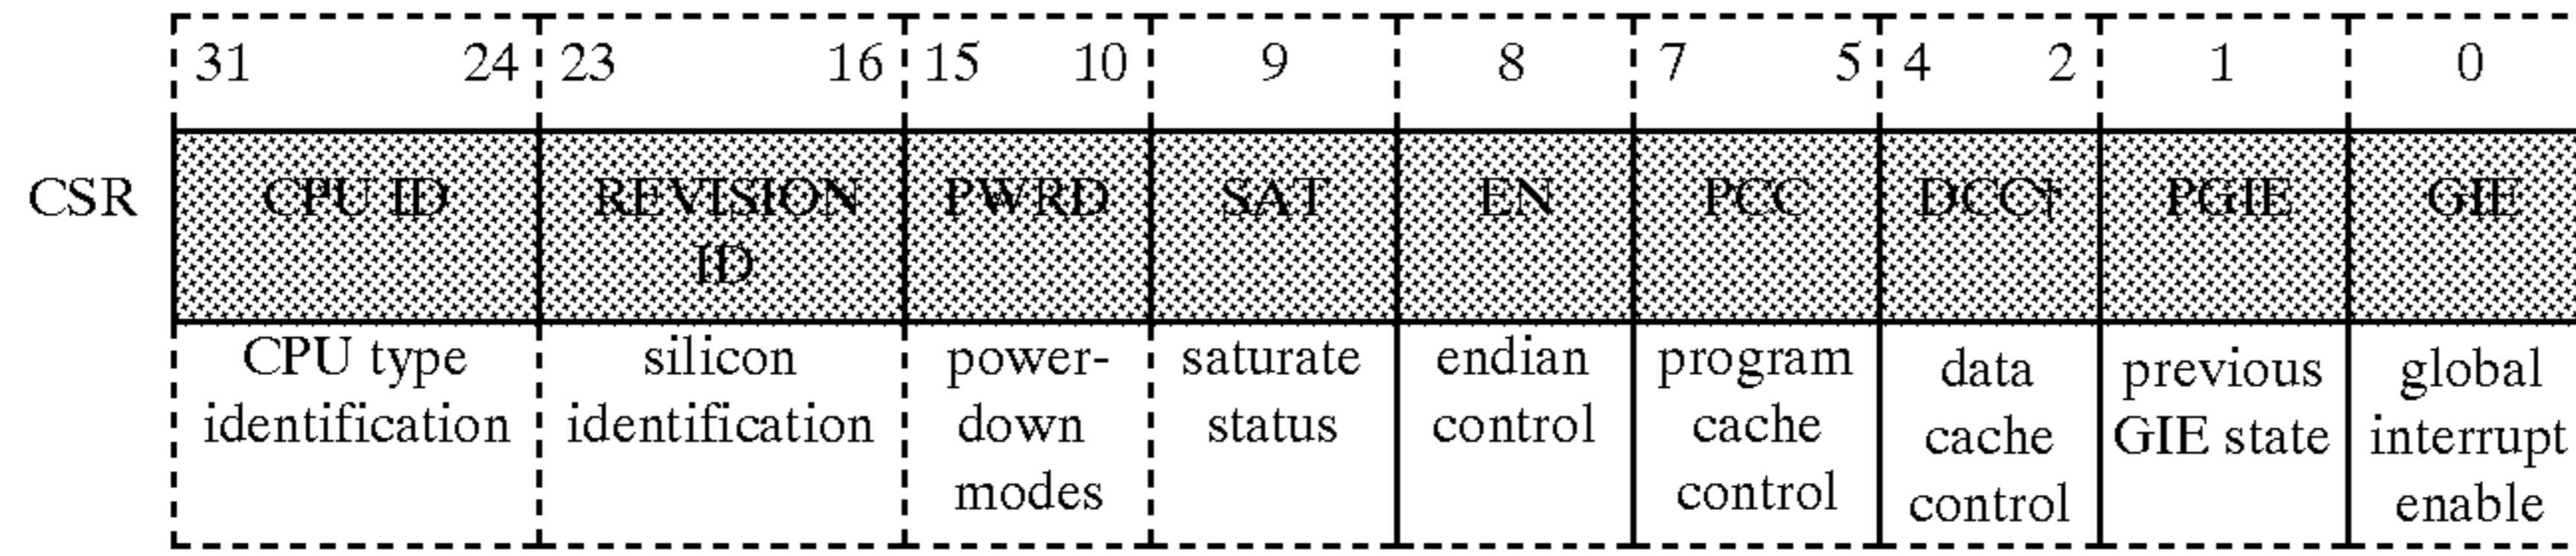 31 24 23 16 15 10 9 8 7 5 4 2 1 0
CSR CPU ID REVISION PWRD SAT EN PCC DCC† PGIE GIE
ID
CPU type silicon power- saturate endian program data previous global
identification identification down status control cache cache GIE state interrupt
modes control control enable